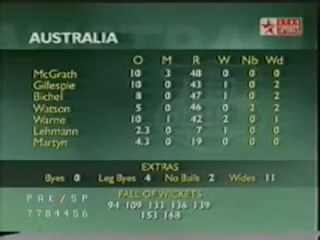 STAR
SPORTS
AUSTRALIA
O M R W Nb Wd
McGrath 10 3 48 0 0 0
Gillespie 10 0 43 1 0 2
Bichel 8 0 47 1 0 2
Watson 5 0 46 0 2 2
Warne 10 1 42 2 0 1
Lehmann 2.3 0 7 1 0 0
Martyn 4.3 0 19 0 0
EXTRAS
Byes 0 Leg Byes 4 No Balls 2 Wides 11
FALL OF WICKETS
94 109 133 136 139
153 168
PAK/SP
7784456